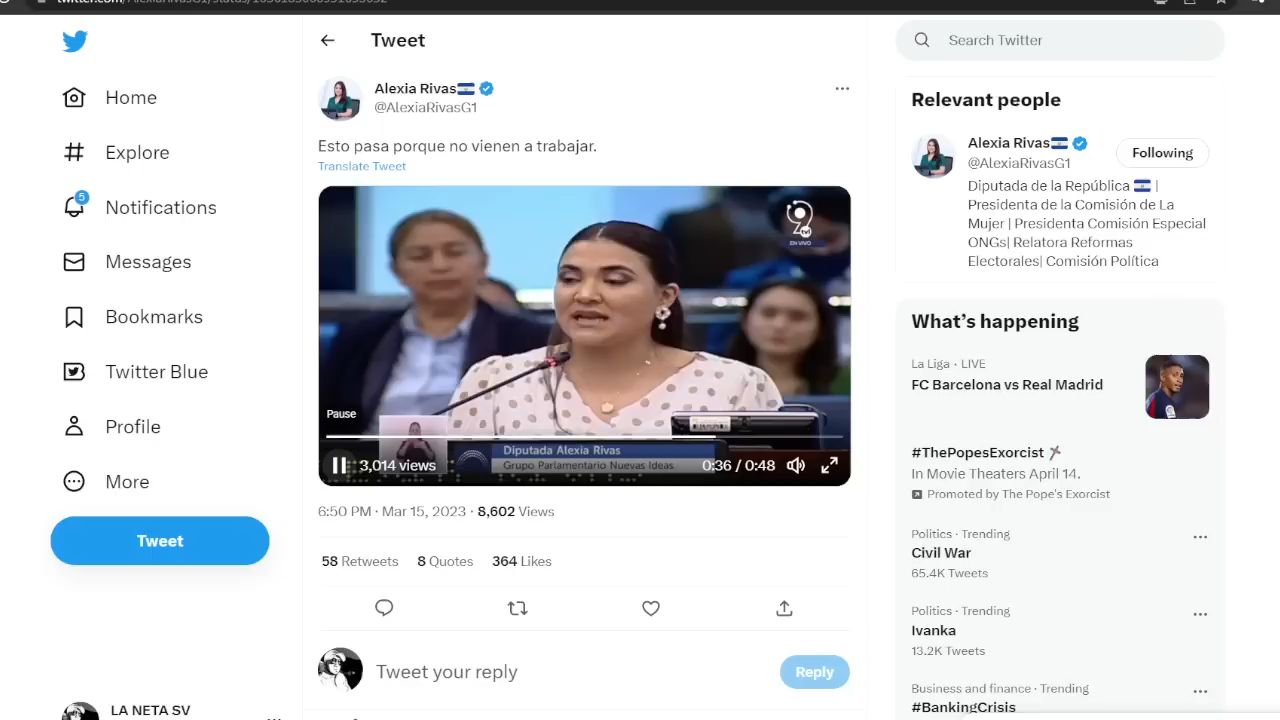 Tweet
Search Twitter
Home
Explore
5
Notifications
Messages
Bookmarks
Twitter Blue
Profile
More
Tweet
LA NETA SV
Alexia Rivas
@AlexiaRivasG1
Esto pasa porque no vienen a trabajar.
Translate Tweet
9
EN VIVO
Pause
Diputada Alexia Rivas
Grupo Parlamentario Nuevas Ideas
3,014 views
0:36 / 0:48
6:50 PM · Mar 15, 2023 · 8,602 Views
58 Retweets 8 Quotes 364 Likes
Tweet your reply
Reply
Relevant people
Alexia Rivas
@AlexiaRivasG1
Following
Diputada de la República |
Presidenta de la Comisión de La
Mujer | Presidenta Comisión Especial
ONGs| Relatora Reformas
Electorales| Comisión Política
What's happening
La Liga · LIVE
FC Barcelona vs Real Madrid
#ThePopesExorcist
In Movie Theaters April 14.
Promoted by The Pope's Exorcist
Politics · Trending
Civil War
65.4K Tweets
Politics · Trending
Ivanka
13.2K Tweets
Business and finance · Trending
#BankingCrisis